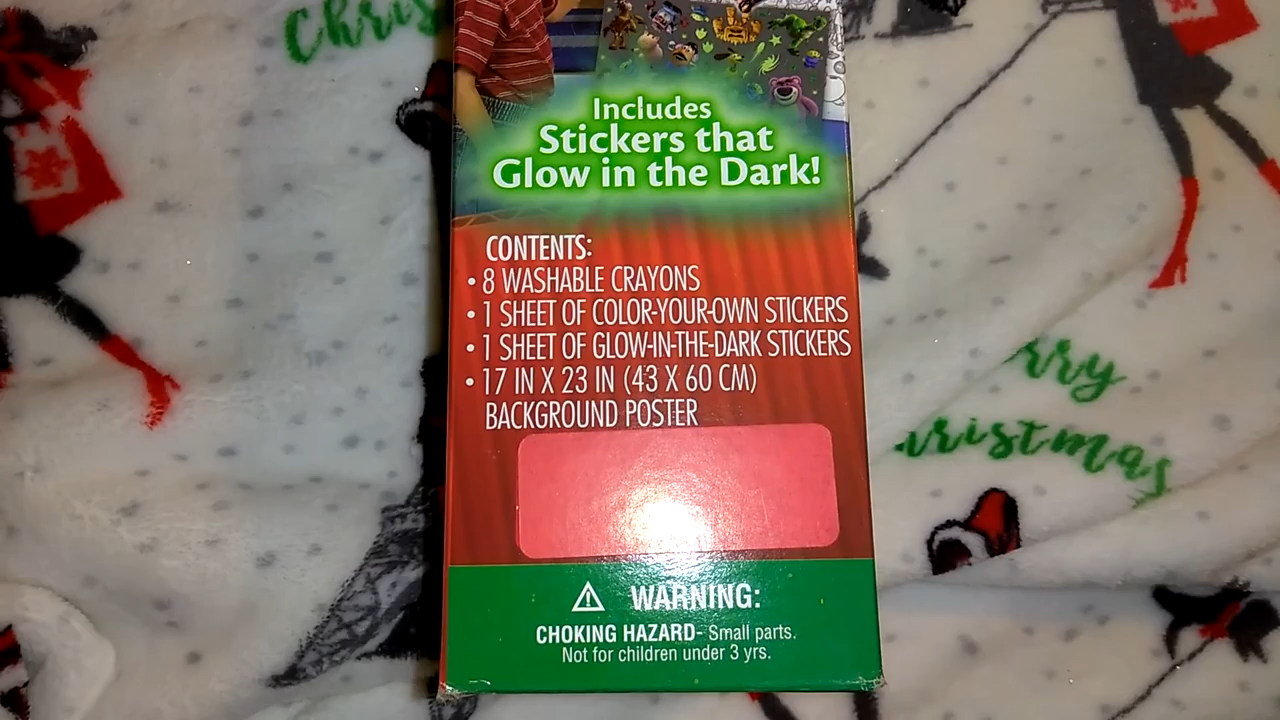 Chris
Includes
Stickers that
Glow in the Dark!
CONTENTS:
• 8 WASHABLE CRAYONS
• 1 SHEET OF COLOR-YOUR-OWN STICKERS
• 1 SHEET OF GLOW-IN-THE-DARK STICKERS
• 17 IN X 23 IN (43 X 60 CM)
BACKGROUND POSTER
rry
ristmas
WARNING:
CHOKING HAZARD- Small parts.
Not for children under 3 yrs.